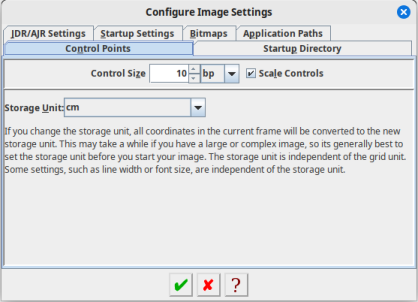 Configure Image Settings
JDR/AJR Settings Startup Settings Bitmaps Application Paths
Control Points Startup Directory
Control Size 10 bp Scale Controls
Storage Unit: cm
If you change the storage unit, all coordinates in the current frame will be converted to the new
storage unit. This may take a while if you have a large or complex image, so its generally best to
set the storage unit before you start your image. The storage unit is independent of the grid unit.
Some settings, such as line width or font size, are independent of the storage unit.
?